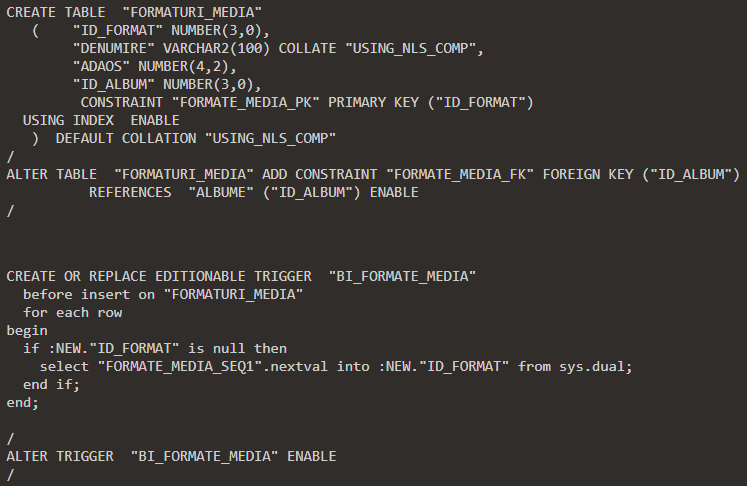 CREATE TABLE  "FORMATURI_MEDIA"
   (    "ID_FORMAT" NUMBER(3,0),
        "DENUMIRE" VARCHAR2(100) COLLATE "USING_NLS_COMP",
        "ADAOS" NUMBER(4,2),
        "ID_ALBUM" NUMBER(3,0),
         CONSTRAINT "FORMATE_MEDIA_PK" PRIMARY KEY ("ID_FORMAT")
  USING INDEX  ENABLE
   )  DEFAULT COLLATION "USING_NLS_COMP"
/
ALTER TABLE  "FORMATURI_MEDIA" ADD CONSTRAINT "FORMATE_MEDIA_FK" FOREIGN KEY ("ID_ALBUM")
          REFERENCES  "ALBUME" ("ID_ALBUM") ENABLE
/
CREATE OR REPLACE EDITIONABLE TRIGGER  "BI_FORMATE_MEDIA"
  before insert on "FORMATURI_MEDIA"
  for each row
begin
  if :NEW."ID_FORMAT" is null then
    select "FORMATE_MEDIA_SEQ1".nextval into :NEW."ID_FORMAT" from sys.dual;
  end if;
end;
/
ALTER TRIGGER  "BI_FORMATE_MEDIA" ENABLE
/